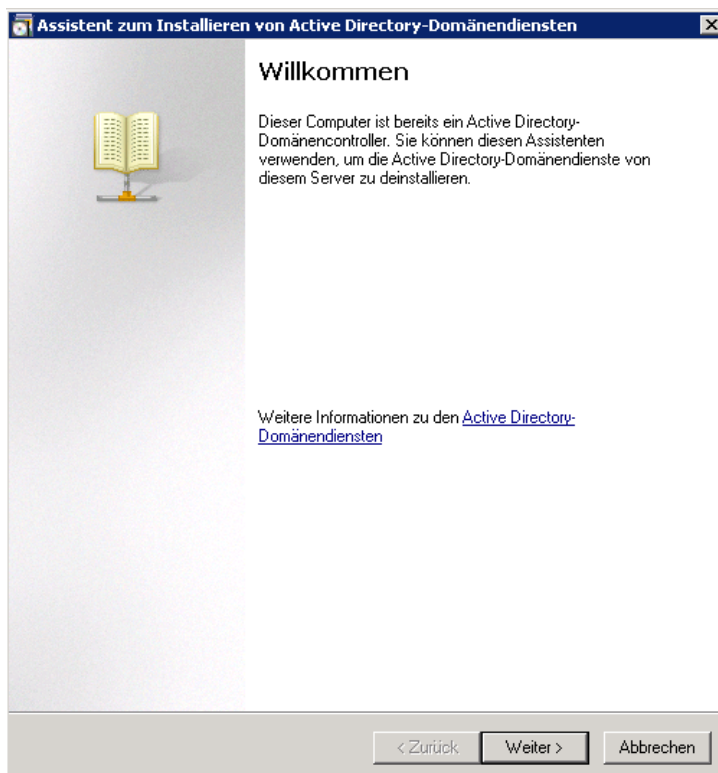 Assistent zum Installieren von Active Directory-Domänendiensten
Willkommen
Dieser Computer ist bereits ein Active Directory-
Domänencontroller. Sie können diesen Assistenten
verwenden, um die Active Directory-Domänendienste von
diesem Server zu deinstallieren.
Weitere Informationen zu den Active Directory-
Domänendiensten
< Zurück Weiter > Abbrechen